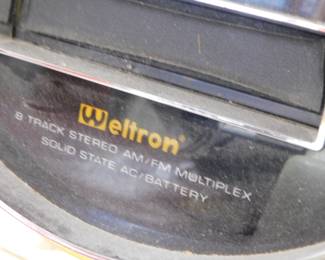 Weltron®
8 TRACK STEREO AM/FM MULTIPLEX
SOLID STATE AC/BATTERY